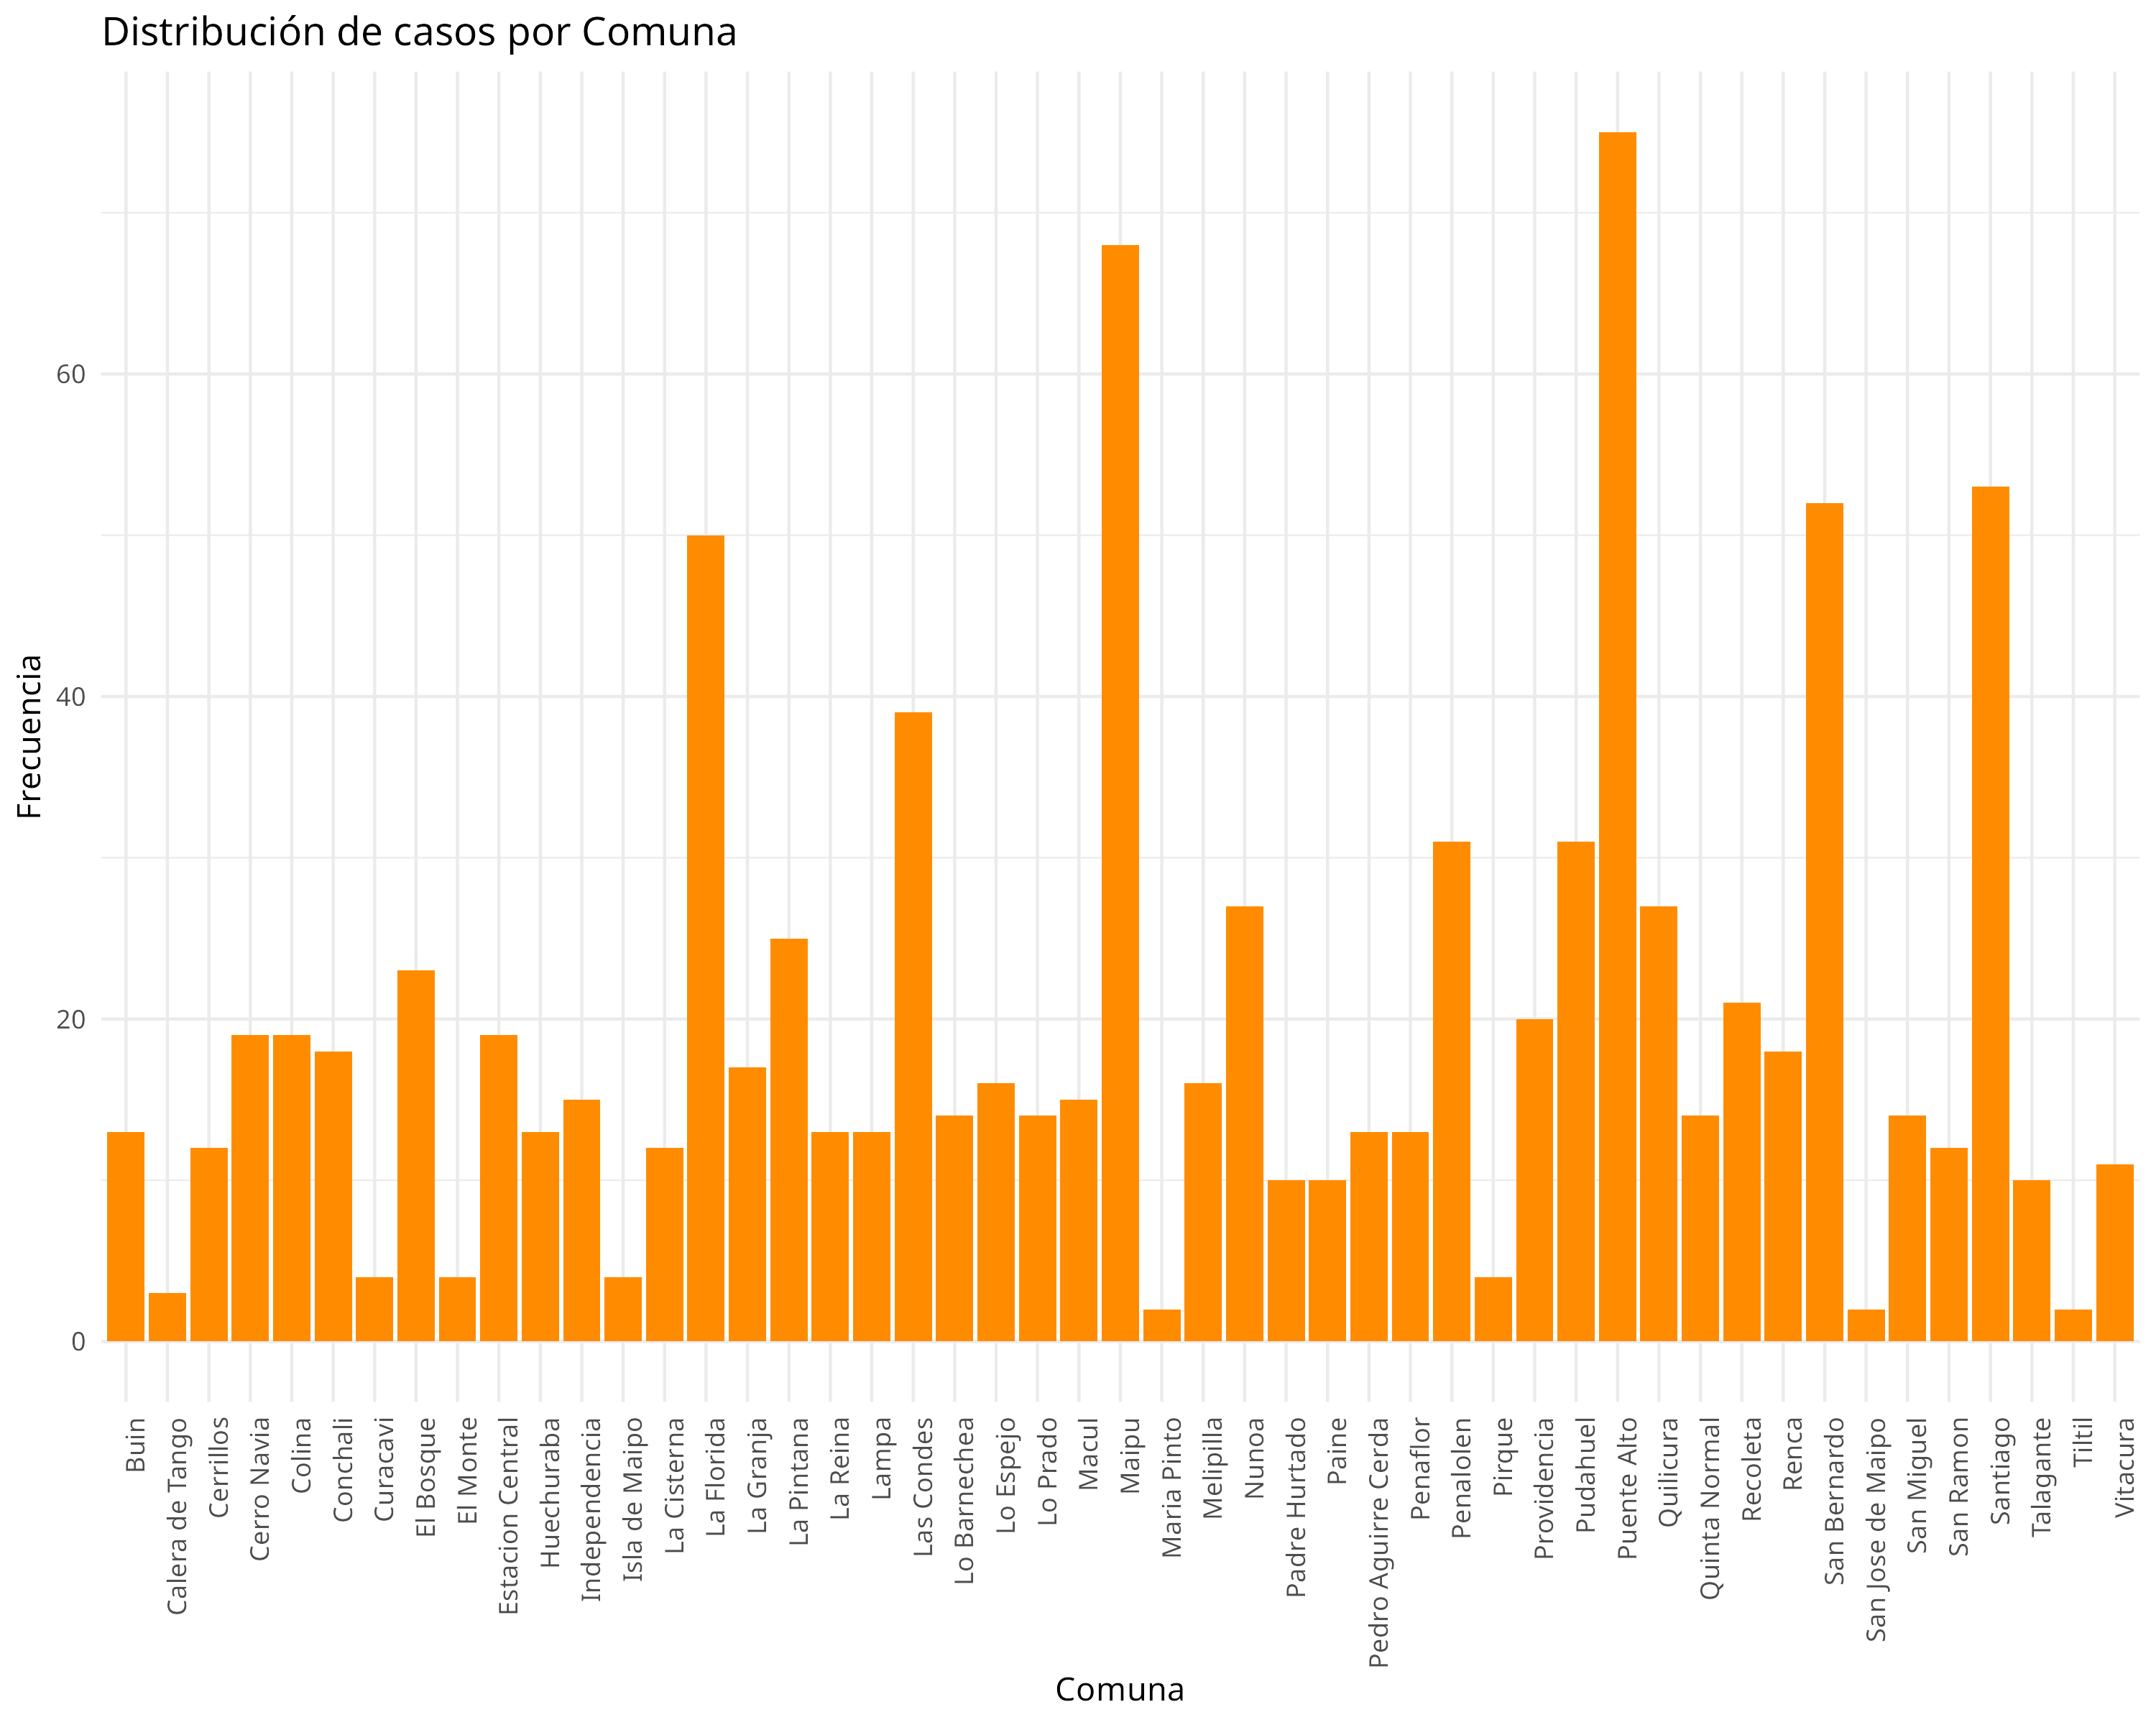 Distribución de casos por Comuna
Frecuencia
60
40
20
0
Buin
Calera de Tango
Cerrillos
Cerro Navia
Colina
Conchali
Curacavi
El Bosque
El Monte
Estacion Central
Huechuraba
Independencia
Isla de Maipo
La Cisterna
La Florida
La Granja
La Pintana
La Reina
Lampa
Las Condes
Lo Barnechea
Lo Espejo
Lo Prado
Macul
Maipu
Maria Pinto
Melipilla
Nunoa
Padre Hurtado
Paine
Pedro Aguirre Cerda
Penaflor
Penalolen
Pirque
Providencia
Pudahuel
Puente Alto
Quilicura
Quinta Normal
Recoleta
Renca
San Bernardo
San Jose de Maipo
San Miguel
San Ramon
Santiago
Talagante
Tiltil
Vitacura
Comuna